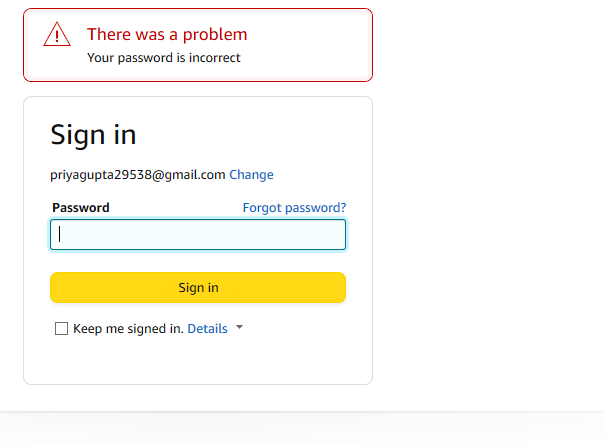 There was a problem
Your password is incorrect
Sign in
priyagupta29538@gmail.com Change
Password Forgot password?
Sign in
Keep me signed in. Details